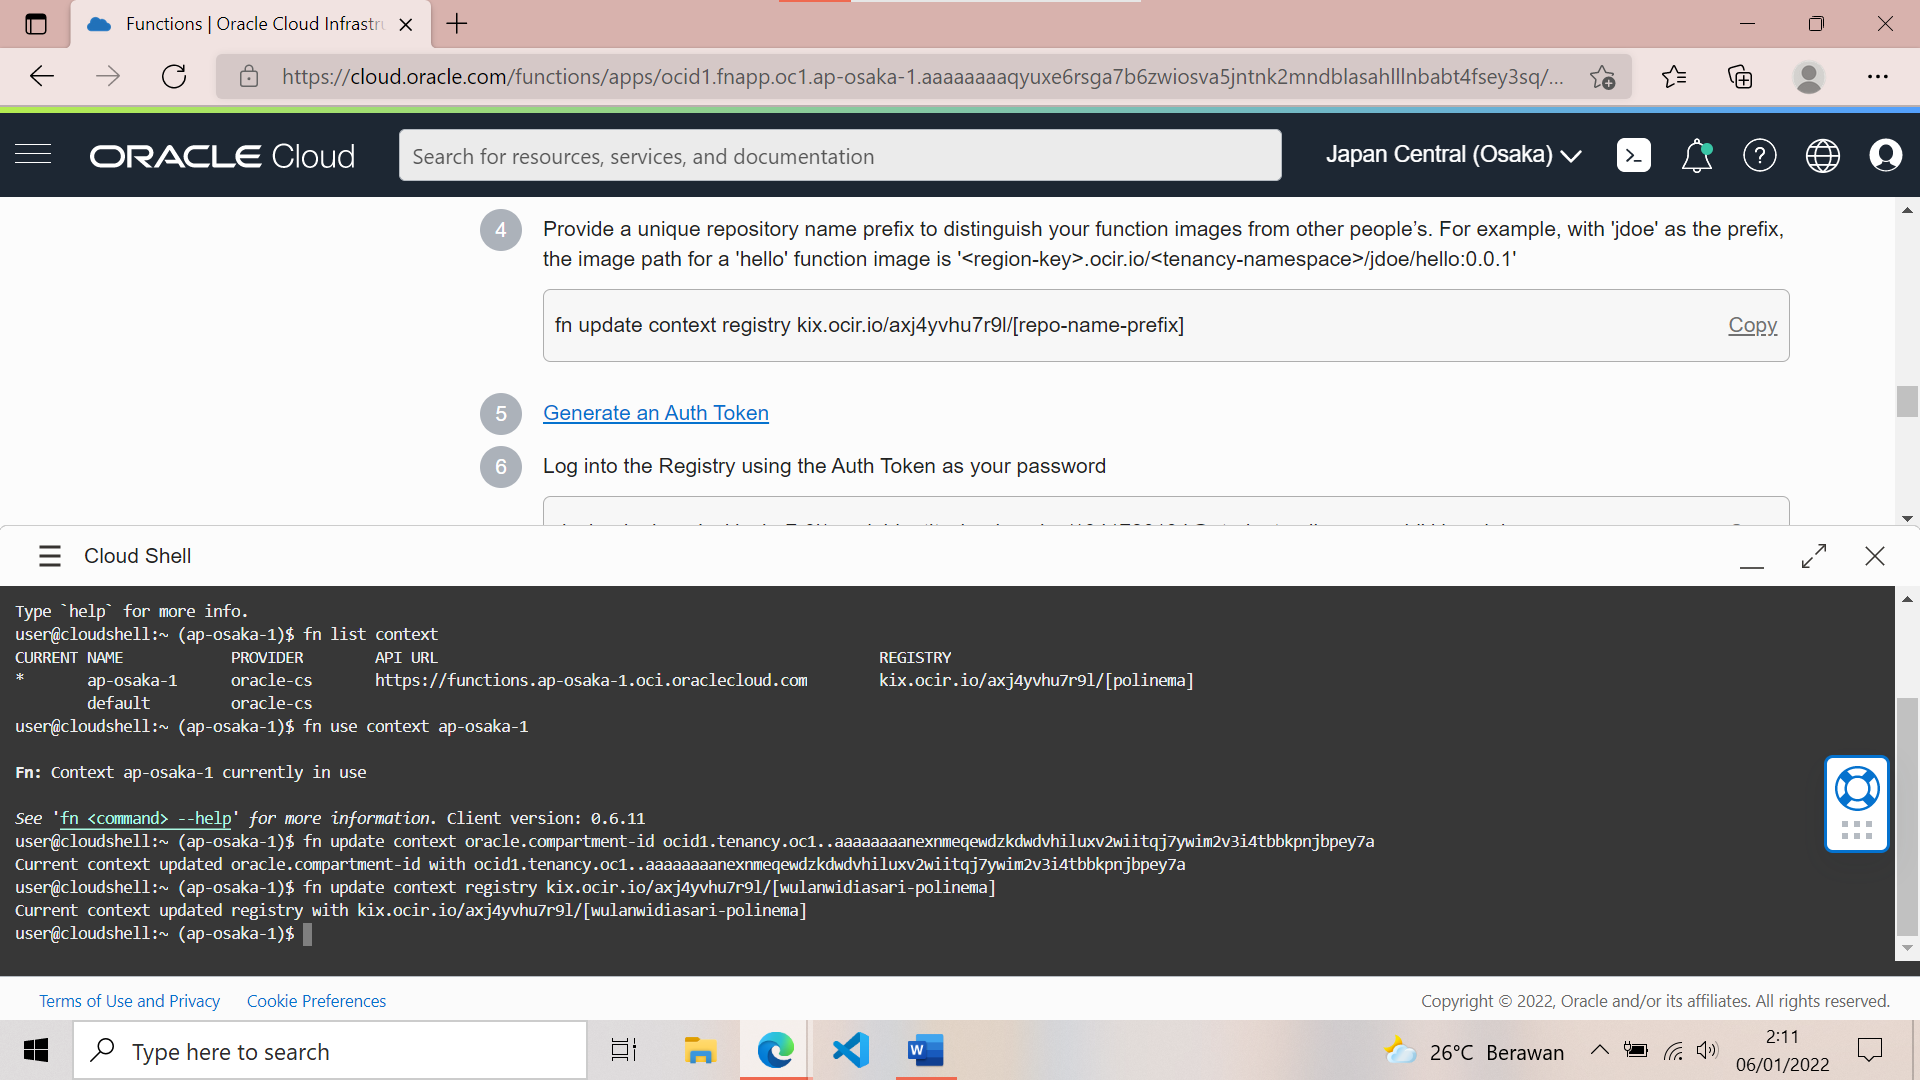 Functions | Oracle Cloud Infrastru
https://cloud.oracle.com/functions/apps/ocid1.fnapp.oc1.ap-osaka-1.aaaaaaaaqyuxe6rsga7b6zwiosva5jntnk2mndblasahlllnbabt4fsey3sq/...
ORACLE Cloud
Search for resources, services, and documentation
Japan Central (Osaka)
4
Provide a unique repository name prefix to distinguish your function images from other people’s. For example, with 'jdoe' as the prefix,
the image path for a 'hello' function image is '<region-key>.ocir.io/<tenancy-namespace>/jdoe/hello:0.0.1'
fn update context registry kix.ocir.io/axj4yvhu7r9l/[repo-name-prefix]
Copy
5
Generate an Auth Token
6
Log into the Registry using the Auth Token as your password
Cloud Shell
Type `help` for more info.
user@cloudshell:~ (ap-osaka-1)$ fn list context
CURRENT NAME PROVIDER API URL REGISTRY
* ap-osaka-1 oracle-cs https://functions.ap-osaka-1.oci.oraclecloud.com kix.ocir.io/axj4yvhu7r9l/[polinema]
default oracle-cs
user@cloudshell:~ (ap-osaka-1)$ fn use context ap-osaka-1
Fn: Context ap-osaka-1 currently in use
See 'fn <command> --help' for more information. Client version: 0.6.11
user@cloudshell:~ (ap-osaka-1)$ fn update context oracle.compartment-id ocid1.tenancy.oc1..aaaaaaaanexnmeqewdzkdwdvhiluxv2wiitqj7ywim2v3i4tbbkpnjbpey7a
Current context updated oracle.compartment-id with ocid1.tenancy.oc1..aaaaaaaanexnmeqewdzkdwdvhiluxv2wiitqj7ywim2v3i4tbbkpnjbpey7a
user@cloudshell:~ (ap-osaka-1)$ fn update context registry kix.ocir.io/axj4yvhu7r9l/[wulanwidiasari-polinema]
Current context updated registry with kix.ocir.io/axj4yvhu7r9l/[wulanwidiasari-polinema]
user@cloudshell:~ (ap-osaka-1)$
Terms of Use and Privacy
Cookie Preferences
Copyright © 2022, Oracle and/or its affiliates. All rights reserved.
Type here to search
26°C Berawan
2:11
06/01/2022